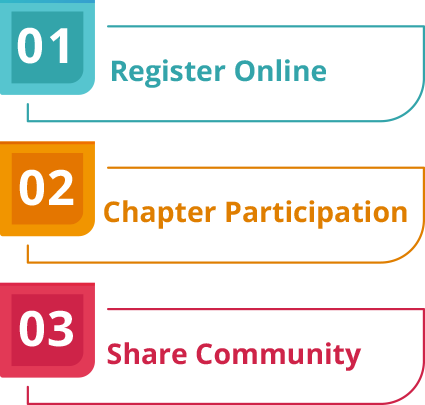 01
Register Online
02
Chapter Participation
03
Share Community